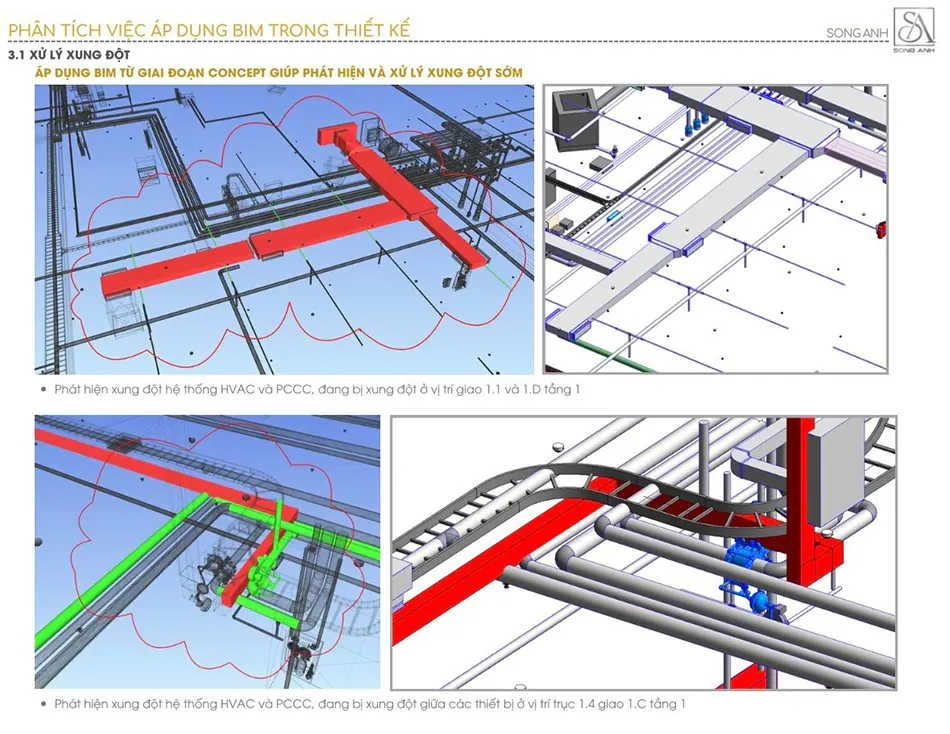 PHÂN TÍCH VIỆC ÁP DỤNG BIM TRONG THIẾT KẾ
SONG ANH
SA
SONG ANH
3.1 XỬ LÝ XUNG ĐỘT
ÁP DỤNG BIM TỪ GIAI ĐOẠN CONCEPT GIÚP PHÁT HIỆN VÀ XỬ LÝ XUNG ĐỘT SỚM
• Phát hiện xung đột hệ thống HVAC và PCCC, đang bị xung đột ở vị trí giao 1.1 và 1.D tầng 1
• Phát hiện xung đột hệ thống HVAC và PCCC, đang bị xung đột giữa các thiết bị ở vị trí trục 1.4 giao 1.C tầng 1